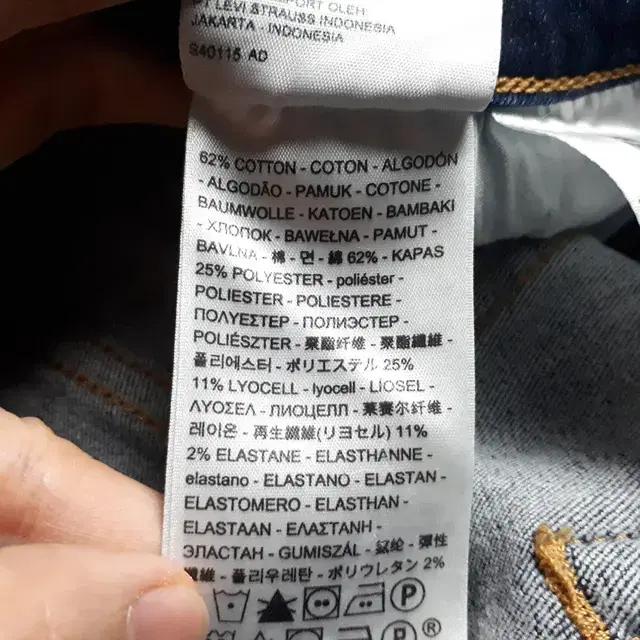 PT LEVI STRAUSS INDONESIA
JAKARTA - INDONESIA
S40115 AD
62% COTTON - COTON - ALGODÓN
- ALGODÃO - PAMUK - COTONE -
BAUMWOLLE - KATOEN - BAMBAKI
- ХЛОПОК - BAWEŁNA - PAMUT -
BAVLNA - 棉 - 면 - 綿 62% - KAPAS
25% POLYESTER - poliéster -
POLIESTER - POLIESTERE -
ΠΟΛΥΕΣΤΕΡ - ПОЛИЭСТЕР -
POLIÉSZTER - 聚酯纤维 - 聚酯纖維 -
폴리에스터 - ポリエステル 25%
11% LYOCELL - lyocell - LIOSEL -
ΛΥΟΣΕΛ - ЛИОЦЕЛЛ - 莱赛尔纤维 -
레이온 - 再生繊維(リヨセル) 11%
2% ELASTANE - ELASTHANNE -
elastano - ELASTANO - ELASTAN -
ELASTOMERO - ELASTHAN -
ELASTAAN - ΕΛΑΣΤΑΝΗ -
ЭЛАСТАН - GUMISZÁL - 氨纶 - 彈性
纖維 - 폴리우레탄 - ポリウレタン 2%
P
P